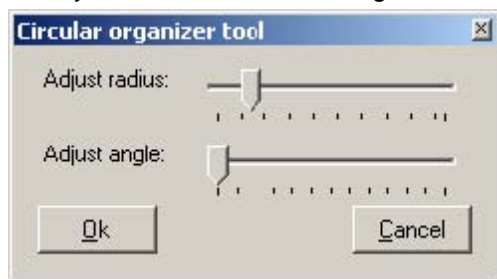 Circular organizer tool
Adjust radius:
Adjust angle:
Ok
Cancel